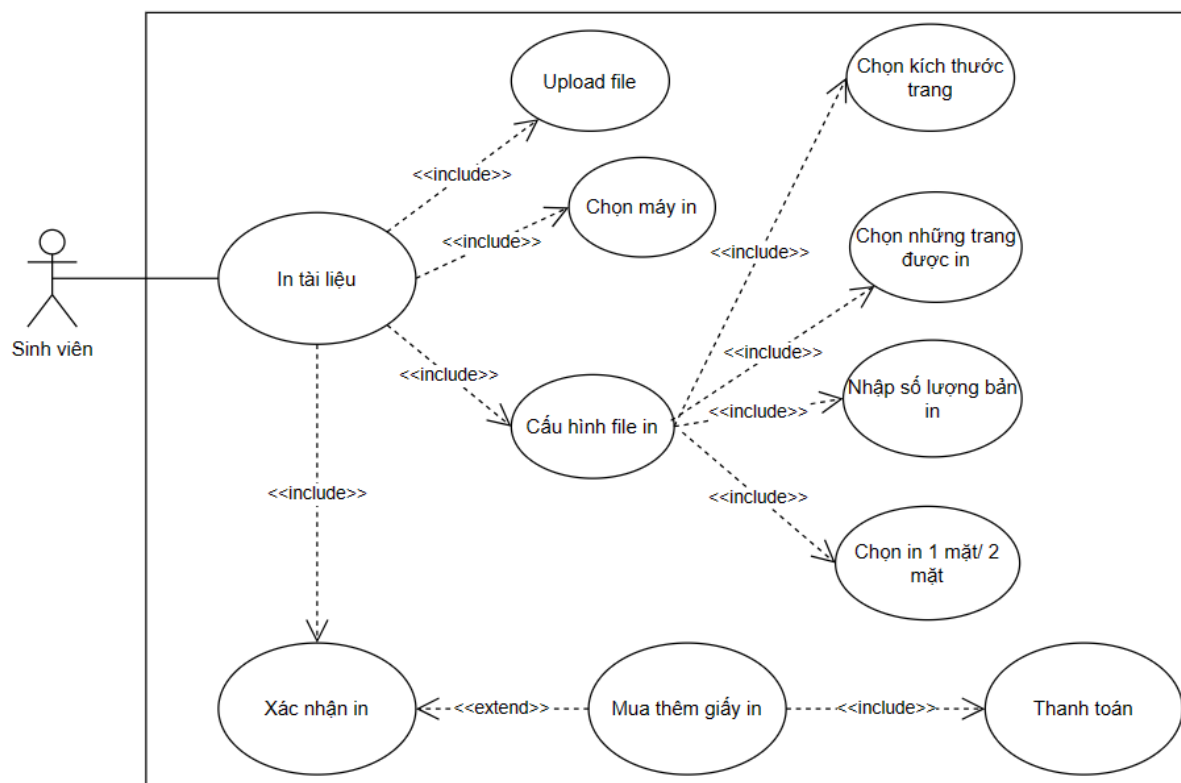 Upload file
Chọn kích thước
trang
<<include>>
Chọn máy in
<<include>>
<<include>>
Chọn những trang
được in
In tài liệu
Sinh viên
<<include>>
<<include>>
Nhập số lượng bản
in
<<include>>
Cấu hình file in
<<include>>
<<include>>
Chọn in 1 mặt/ 2
mặt
Xác nhận in
<<extend>>
Mua thêm giấy in
<<include>>
Thanh toán